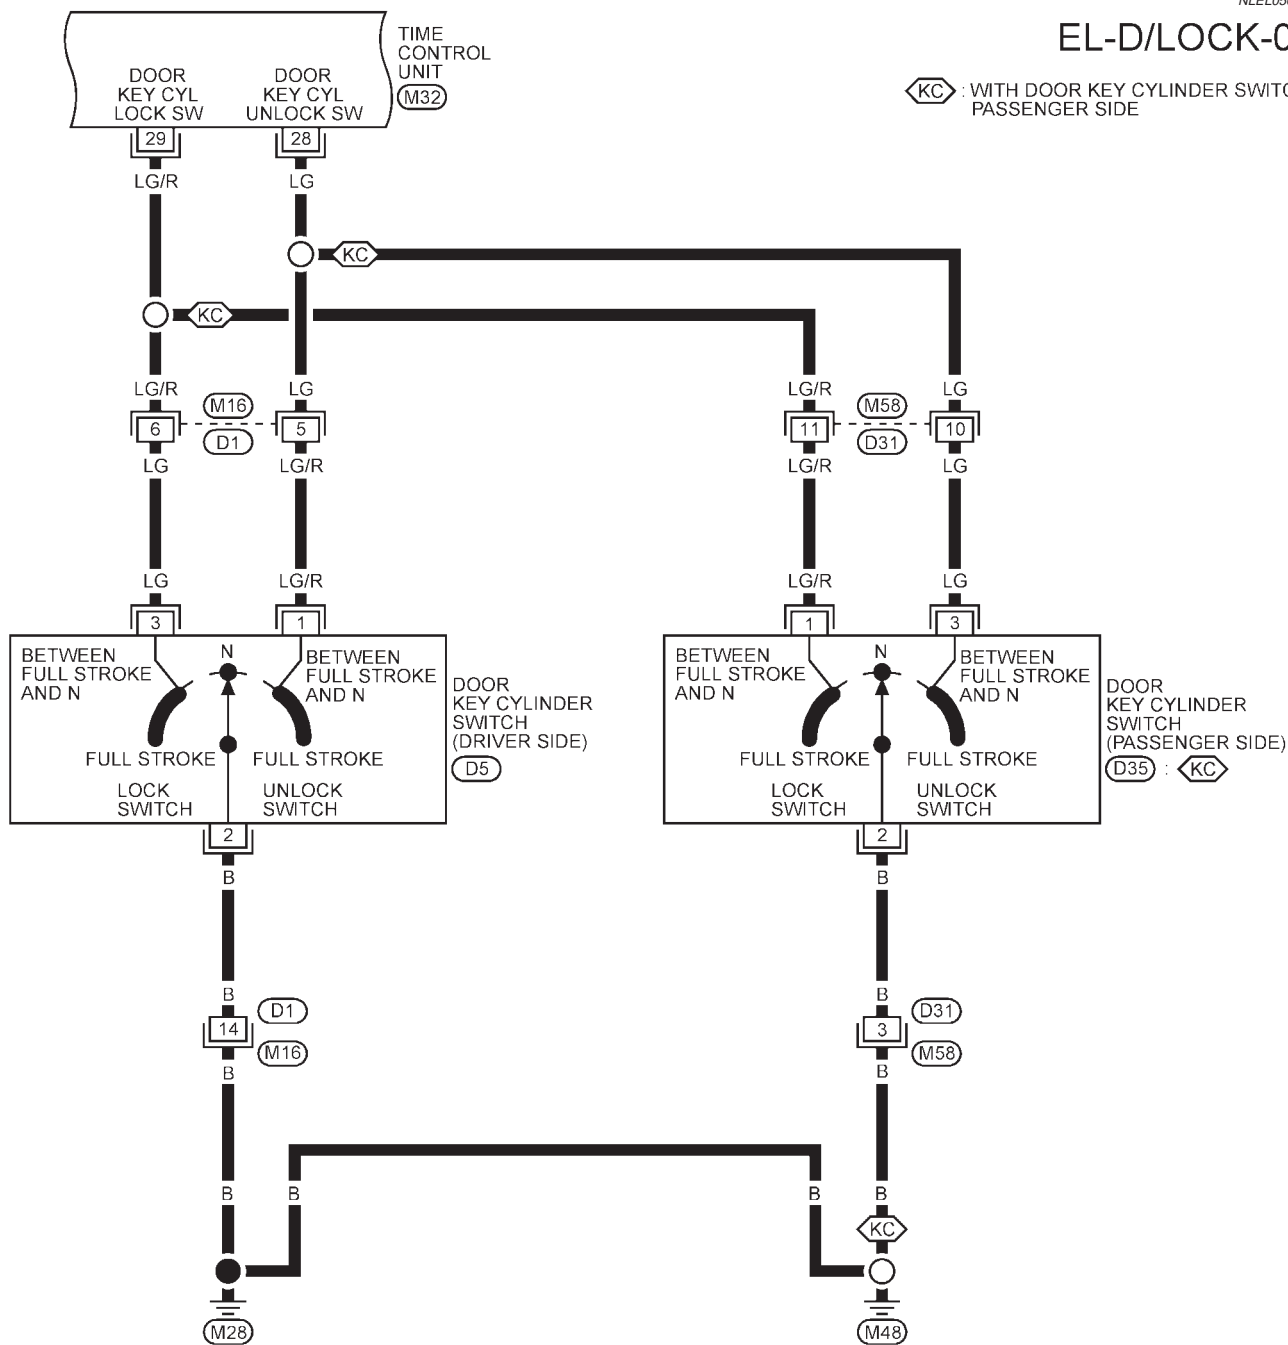 EL-D/LOCK-0
TIME
CONTROL
UNIT
M32
DOOR
KEY CYL
LOCK SW
DOOR
KEY CYL
UNLOCK SW
KC : WITH DOOR KEY CYLINDER SWITC
PASSENGER SIDE
29 28
LG/R LG
KC
KC
LG/R LG LG/R LG
M16 M58
6 5 11 10
D1 D31
LG LG/R LG/R LG
LG LG/R LG/R LG
3 1 1 3
BETWEEN
FULL STROKE
AND N
N
BETWEEN
FULL STROKE
AND N
FULL STROKE FULL STROKE
LOCK
SWITCH
UNLOCK
SWITCH
DOOR
KEY CYLINDER
SWITCH
(DRIVER SIDE)
D5
BETWEEN
FULL STROKE
AND N
N
BETWEEN
FULL STROKE
AND N
FULL STROKE FULL STROKE
LOCK
SWITCH
UNLOCK
SWITCH
DOOR
KEY CYLINDER
SWITCH
(PASSENGER SIDE)
D35 : KC
2 2
B B
B B
D1 D31
14 3
M16 M58
B B
B B B B
KC
M28 M48